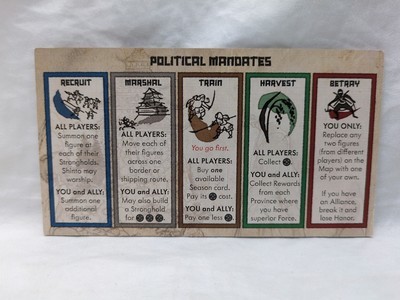 POLITICAL MANDATES
RECRUIT
ALL PLAYERS:
Summon one
figure at
each of their
Strongholds.
Shinto may
worship.
YOU and ALLY:
Summon one
additional
figure.
MARSHAL
ALL PLAYERS:
Move each of
their figures
across one
border or
shipping route.
YOU and ALLY:
May also build
a Stronghold
for
TRAIN
You go first.
ALL PLAYERS:
Buy one
available
Season card.
Pay its cost.
YOU and ALLY:
Pay one less
HARVEST
ALL PLAYERS:
Collect
YOU and ALLY:
Collect Rewards
from each
Province where
you have
superior Force.
BETRAY
YOU ONLY:
Replace any
two figures
(from different
players) on the
Map with one
of your own.
If you have
an Alliance,
break it and
lose Honor.